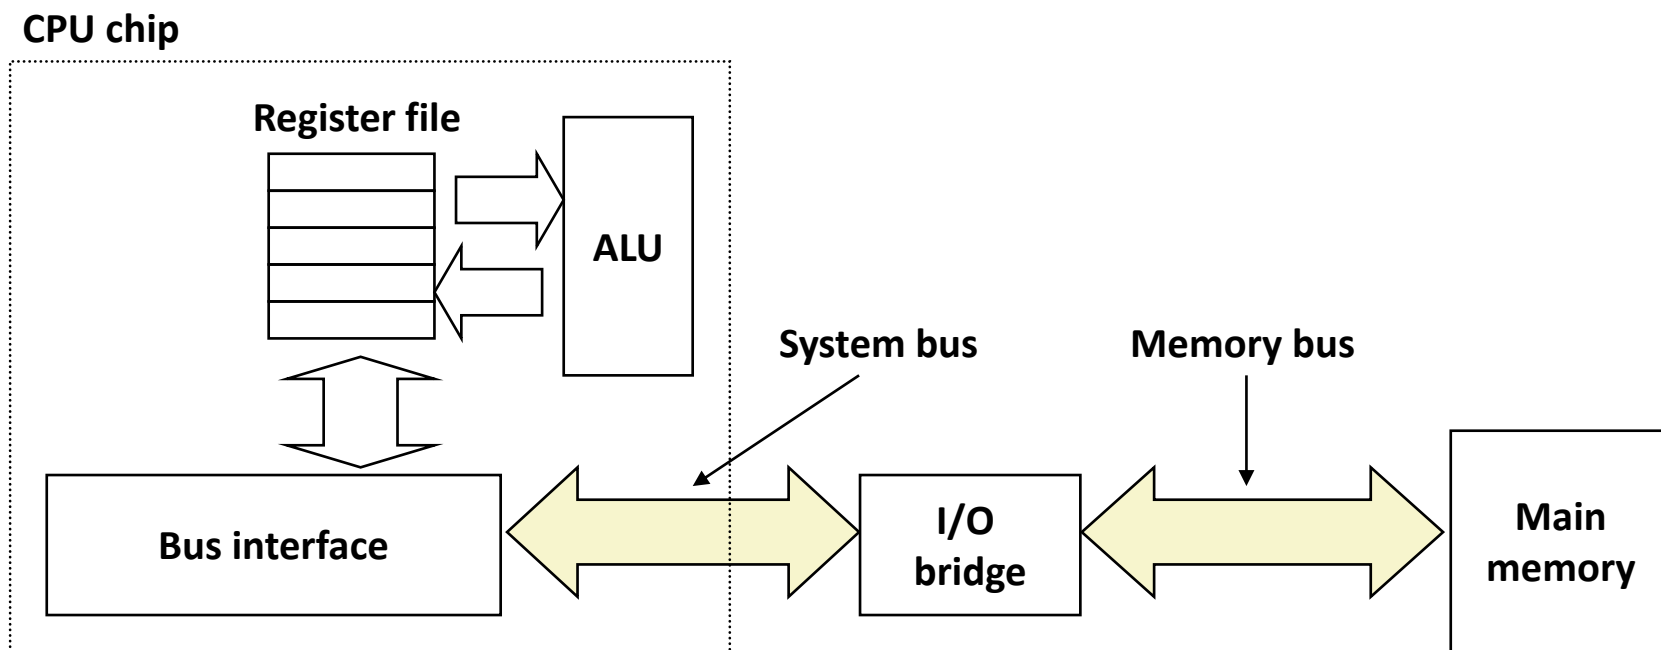 CPU chip
Register file
ALU
System bus
Memory bus
Bus interface
I/O
bridge
Main
memory